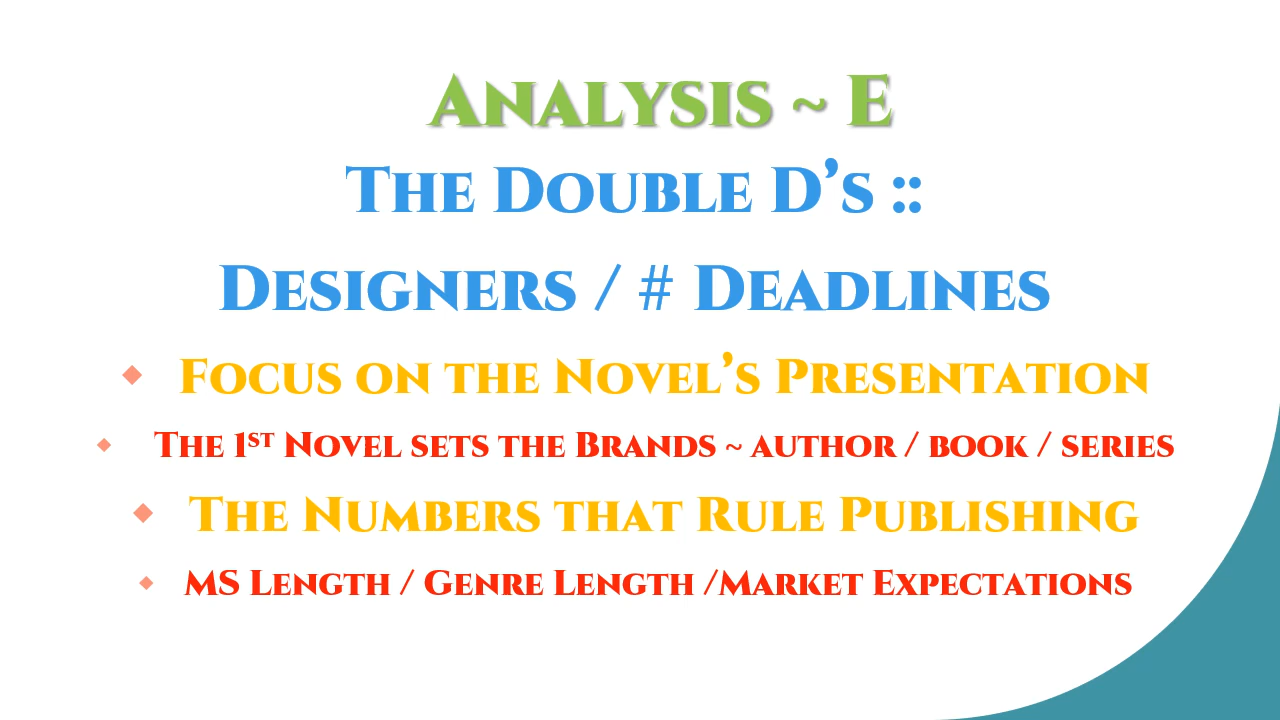 Analysis ~ E
The Double D’s ::
Designers / # Deadlines
Focus on the Novel’s Presentation
The 1st Novel sets the Brands ~ author / book / series
The Numbers that Rule Publishing
MS Length / Genre Length /Market Expectations